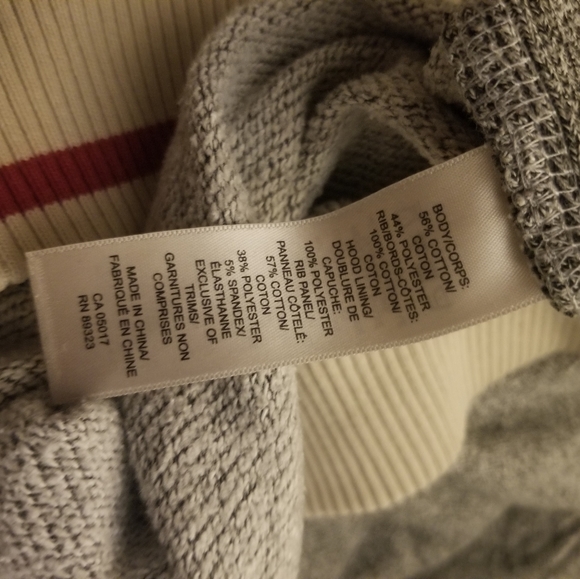 BODY/CORPS:
56% COTTON/
COTON
44% POLYESTER
RIB/BORDS-CÔTES:
100% COTTON/
COTON
HOOD LINING/
DOUBLURE DE
CAPUCHE:
100% POLYESTER
RIB PANEL/
PANNEAU CÔTELÉ:
57% COTTON/
COTON
38% POLYESTER
5% SPANDEX/
ÉLASTHANNE
EXCLUSIVE OF
TRIMS/
GARNITURES NON
COMPRISES
MADE IN CHINA/
FABRIQUÉ EN CHINE
CA 05017
RN 89323